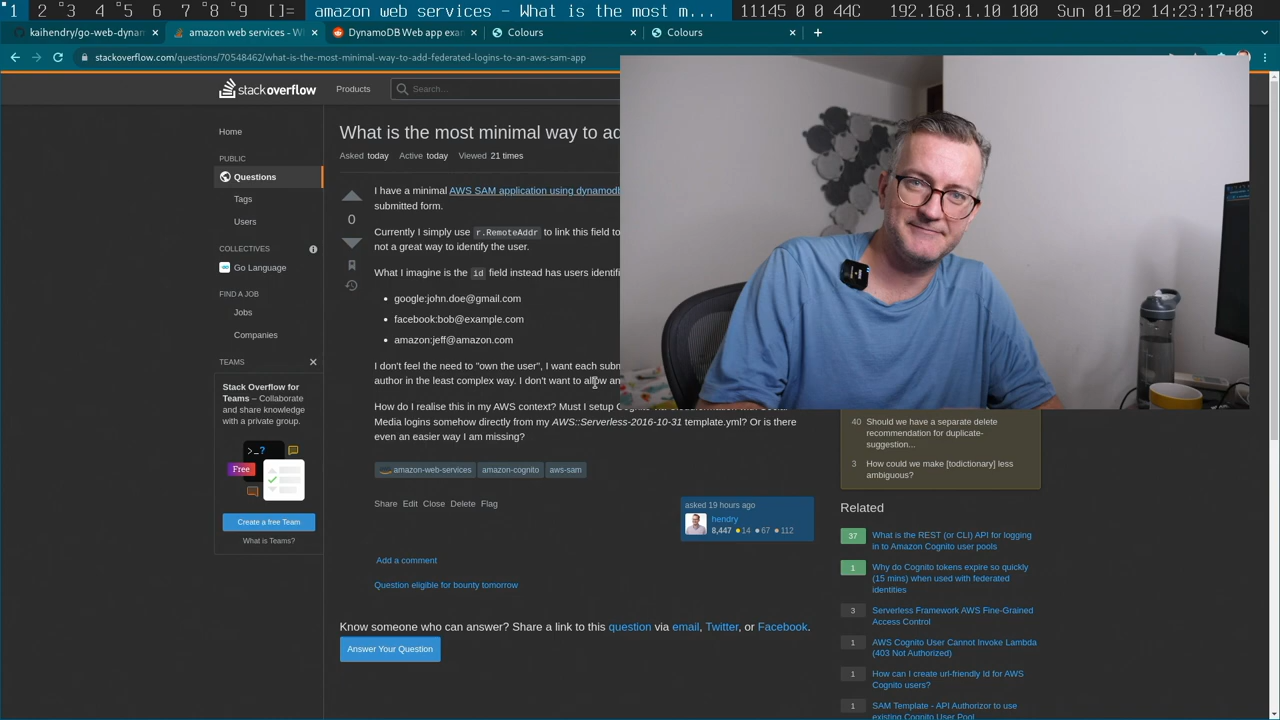 1 2 3 4 5 6 7 8 9 []= amazon web services - What is the most m... 11145 0 44C 192.168.1.10 100 Sun 01-02 14:23:17+08
kaihendry/go-web-dynam
amazon web services - W
DynamoDB Web app exa
Colours
Colours
stackoverflow.com/questions/70548462/what-is-the-most-minimal-way-to-add-federated-logins-to-an-aws-sam-app
stackoverflow
Products
Search...
Home
PUBLIC
Questions
Tags
Users
COLLECTIVES
Go Language
FIND A JOB
Jobs
Companies
TEAMS
Stack Overflow for
Teams – Collaborate
and share knowledge
with a private group.
Free
Create a free Team
What is Teams?
What is the most minimal way to ad
Asked today Active today Viewed 21 times
0
I have a minimal AWS SAM application using dynamodb
submitted form.
Currently I simply use r.RemoteAddr to link this field to
not a great way to identify the user.
What I imagine is the id field instead has users identifi
• google:john.doe@gmail.com
• facebook:bob@example.com
• amazon:jeff@amazon.com
I don't feel the need to "own the user", I want each subm
author in the least complex way. I don't want to allow an
How do I realise this in my AWS context? Must I setup
Media logins somehow directly from my AWS::Serverless-2016-10-31 template.yml? Or is there
even an easier way I am missing?
amazon-web-services amazon-cognito aws-sam
Share Edit Close Delete Flag
asked 19 hours ago
hendry
8,447 14 67 112
Add a comment
Question eligible for bounty tomorrow
Know someone who can answer? Share a link to this question via email, Twitter, or Facebook.
Answer Your Question
40 Should we have a separate delete
recommendation for duplicate-
suggestion...
3 How could we make [todictionary] less
ambiguous?
Related
37 What is the REST (or CLI) API for logging
in to Amazon Cognito user pools
1 Why do Cognito tokens expire so quickly
(15 mins) when used with federated
identities
3 Serverless Framework AWS Fine-Grained
Access Control
1 AWS Cognito User Cannot Invoke Lambda
(403 Not Authorized)
1 How can I create url-friendly Id for AWS
Cognito users?
1 SAM Template - API Authorizor to use
existing Cognito User Pool